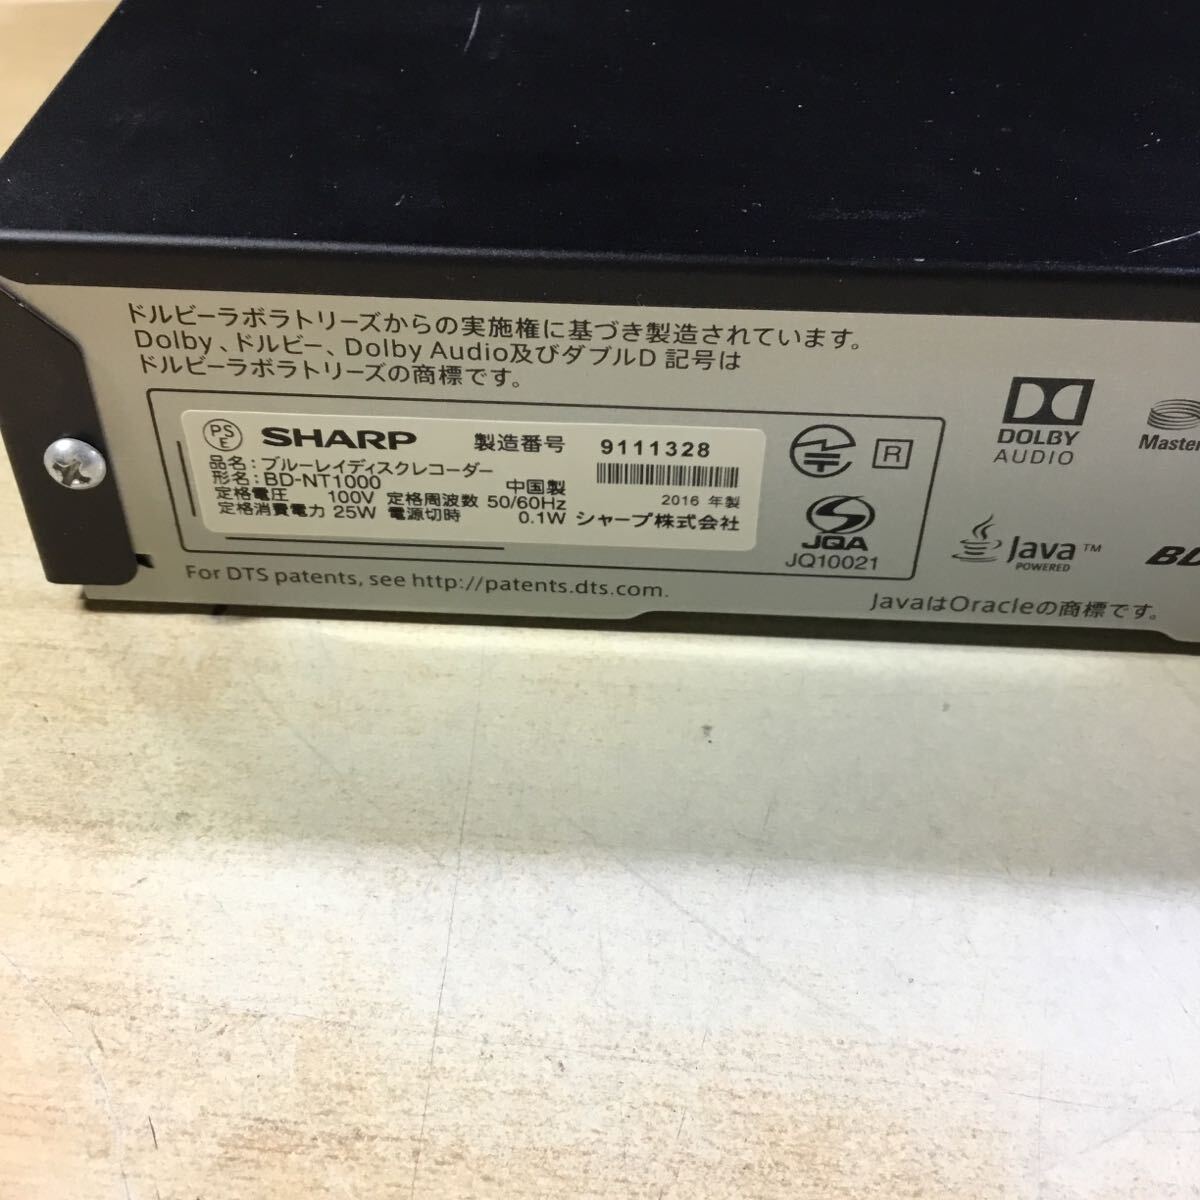 ドルビーラボラトリーズからの実施権に基づき製造されています。
Dolby、ドルビー、Dolby Audio及びダブルD 記号は
ドルビーラボラトリーズの商標です。
PS
E
SHARP 製造番号 9111328
品名:ブルーレイディスクレコーダー
形名:BD-NT1000 中国製
定格電圧 100V 定格周波数 50/60Hz 2016 年製
定格消費電力 25W 電源切時 0.1W シャープ株式会社
R
JQA
JQ10021
DOLBY
AUDIO
Master
Java™
POWERED
BD
For DTS patents, see http://patents.dts.com.
JavaはOracleの商標です。